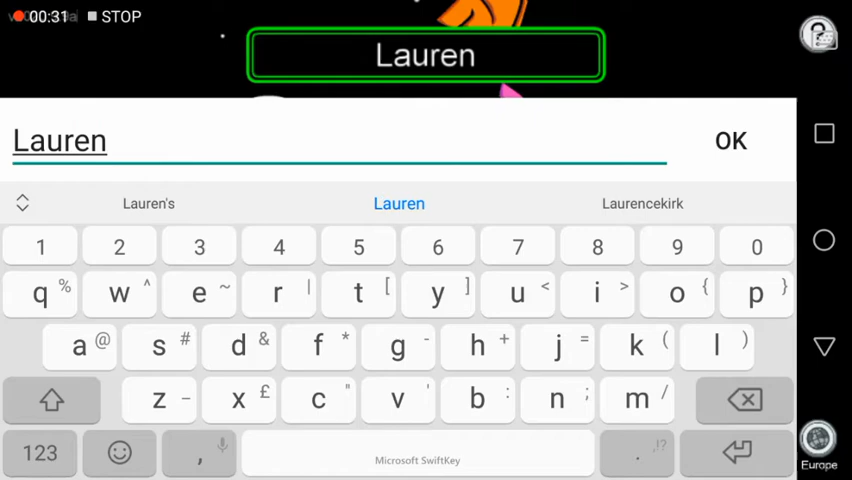 00:31 STOP
Lauren
Lauren
OK
Lauren's Lauren Laurencekirk
1 2 3 4 5 6 7 8 9 0
q % w ^ e ~ r | t [ y ] u < i > o { p }
a @ s # d & f * g - h + j = k ( l )
z _ x £ c " v ' b : n ; m /
123 , Microsoft SwiftKey . ,!?
Europe